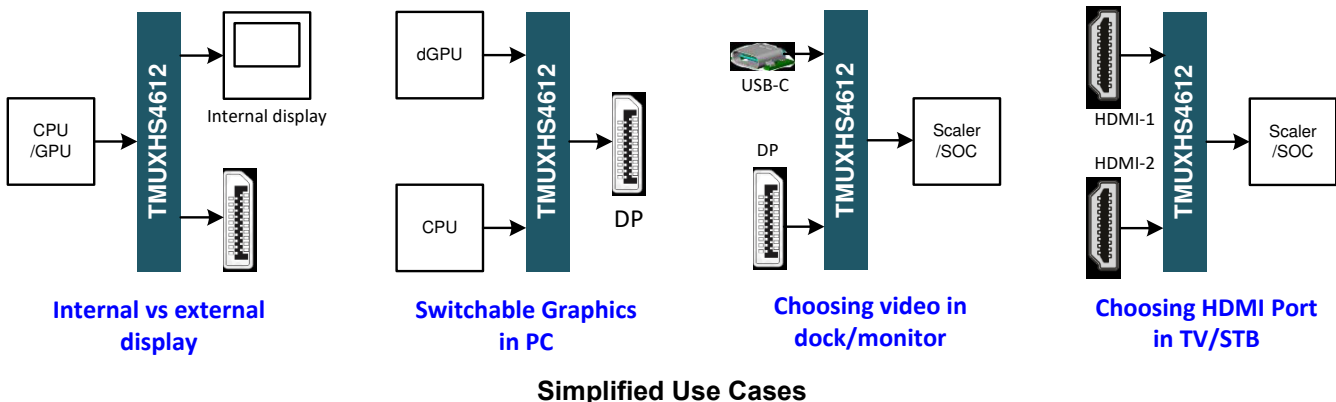 CPU
/GPU
TMUXHS4612
Internal display
Internal vs external
display
dGPU
CPU
TMUXHS4612
DP
Switchable Graphics
in PC
USB-C
DP
TMUXHS4612
Scaler
/SOC
Choosing video in
dock/monitor
HDMI-1
HDMI-2
TMUXHS4612
Scaler
/SOC
Choosing HDMI Port
in TV/STB
Simplified Use Cases